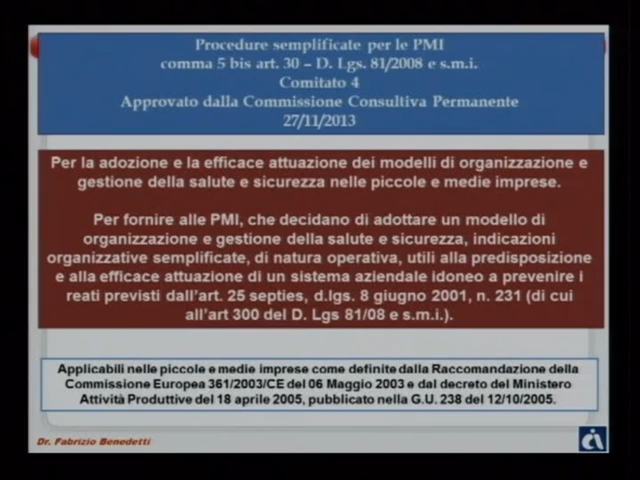 Procedure semplificate per le PMI
comma 5 bis art. 30 – D. Lgs. 81/2008 e s.m.i.
Comitato 4
Approvato dalla Commissione Consultiva Permanente
27/11/2013
Per la adozione e la efficace attuazione dei modelli di organizzazione e
gestione della salute e sicurezza nelle piccole e medie imprese.
Per fornire alle PMI, che decidano di adottare un modello di
organizzazione e gestione della salute e sicurezza, indicazioni
organizzative semplificate, di natura operativa, utili alla predisposizione
e alla efficace attuazione di un sistema aziendale idoneo a prevenire i
reati previsti dall'art. 25 septies, d.lgs. 8 giugno 2001, n. 231 (di cui
all'art 300 del D. Lgs 81/08 e s.m.i.).
Applicabili nelle piccole e medie imprese come definite dalla Raccomandazione della
Commissione Europea 361/2003/CE del 06 Maggio 2003 e dal decreto del Ministero
Attività Produttive del 18 aprile 2005, pubblicato nella G.U. 238 del 12/10/2005.
Dr. Fabrizio Benedetti